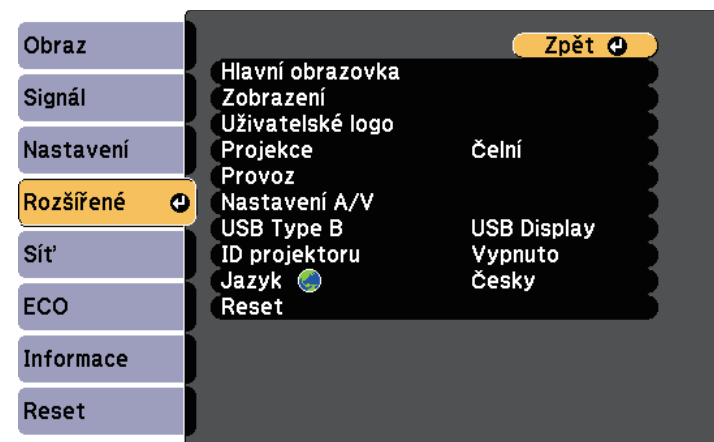 Obraz
Signál
Nastavení
Rozšířené
Síť
ECO
Informace
Reset
Zpět
Hlavní obrazovka
Zobrazení
Uživatelské logo
Projekce Čelní
Provoz
Nastavení A/V
USB Type B USB Display
ID projektoru Vypnuto
Jazyk Česky
Reset